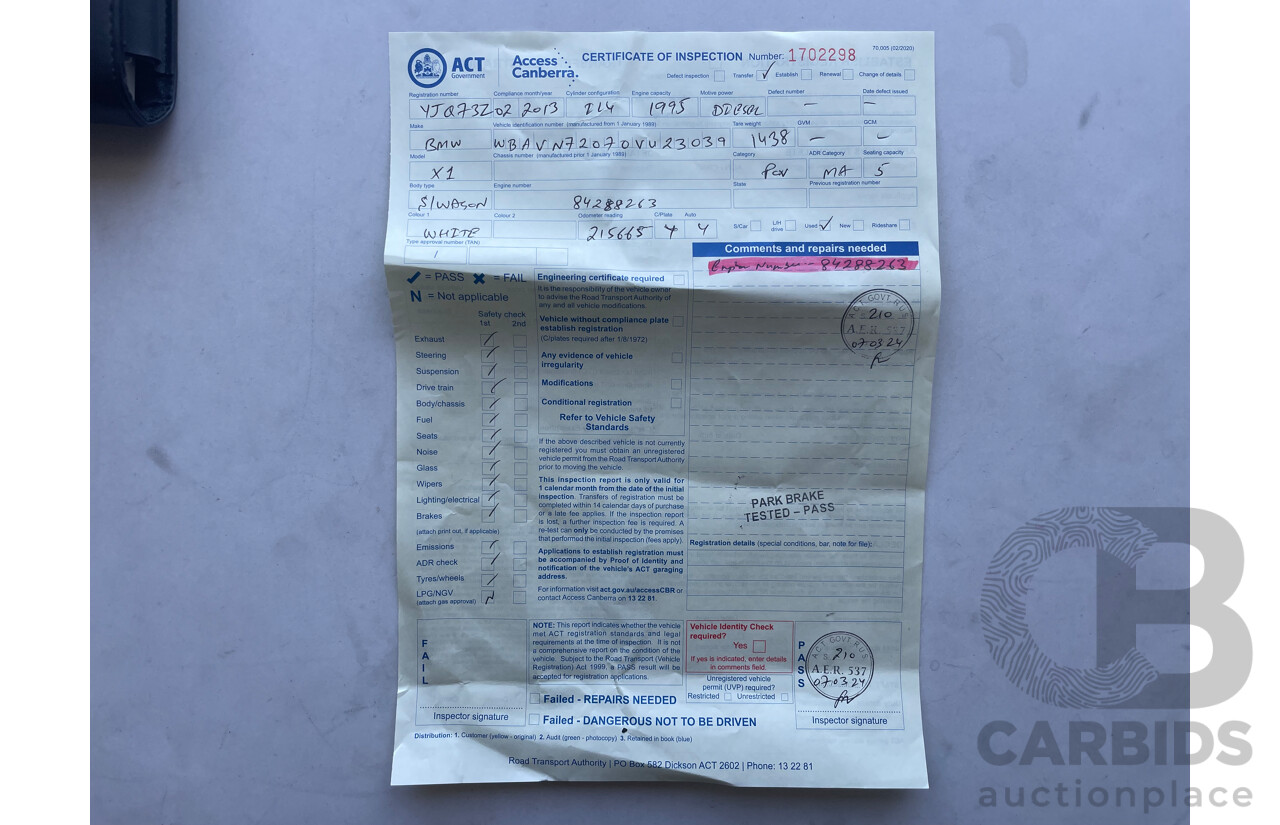 ACT Government Access Canberra. CERTIFICATE OF INSPECTION Number: 1702298
70.005 (02/2020)
Defect inspection Transfer ✓ Establish Renewal Change of details
Registration number Compliance month/year Cylinder configuration Engine capacity Motive power Defect number Date defect issued
YJQ73Z 02 2013 IL4 1995 DIESEL — —
Make Vehicle identification number (manufactured from 1 January 1989) Tare weight GVM GCM
BMW WBAVN72070VU23039 1438 — —
Model Chassis number (manufactured prior 1 January 1989) Category ADR Category Seating capacity
X1 Pav MA 5
Body type Engine number State Previous registration number
S/WAGON 84288263
Colour 1 Colour 2 Odometer reading C/Plate Auto
WHITE 215665 Y Y
S/Car L/H drive Used ✓ New Rideshare
Type approval number (TAN)
Comments and repairs needed
Engine Number - 84288263
✓ = PASS ✗ = FAIL
N = Not applicable
Safety check
1st 2nd
Exhaust
Steering
Suspension
Drive train
Body/chassis
Fuel
Seats
Noise
Glass
Wipers
Lighting/electrical
Brakes
(attach print out, if applicable)
Emissions
ADR check
Tyres/wheels
LPG/NGV N
(attach gas approval)
Engineering certificate required
It is the responsibility of the vehicle owner
to advise the Road Transport Authority of
any and all vehicle modifications.
Vehicle without compliance plate
establish registration
(C/plates required after 1/8/1972)
Any evidence of vehicle
irregularity
Modifications
Conditional registration
Refer to Vehicle Safety
Standards
If the above described vehicle is not currently
registered you must obtain an unregistered
vehicle permit from the Road Transport Authority
prior to moving the vehicle.
This inspection report is only valid for
1 calendar month from the date of the initial
inspection. Transfers of registration must be
completed within 14 calendar days of purchase
or a late fee applies. If the inspection report
is lost, a further inspection fee is required. A
re-test can only be conducted by the premises
that performed the initial inspection (fees apply).
Applications to establish registration must
be accompanied by Proof of Identity and
notification of the vehicle's ACT garaging
address.
For information visit act.gov.au/accessCBR or
contact Access Canberra on 13 22 81.
ACT GOVT R.U.S
210
A.E.R. 537
07.03.24
PARK BRAKE
TESTED – PASS
Registration details (special conditions, bar, note for file):
FAIL
Inspector signature
NOTE: This report indicates whether the vehicle
met ACT registration standards and legal
requirements at the time of inspection. It is not
a comprehensive report on the condition of the
vehicle. Subject to the Road Transport (Vehicle
Registration) Act 1999, a PASS result will be
accepted for registration applications.
Failed - REPAIRS NEEDED
Failed - DANGEROUS NOT TO BE DRIVEN
Vehicle Identity Check
required?
Yes
If yes is indicated, enter details
in comments field.
Unregistered vehicle
permit (UVP) required?
Restricted Unrestricted
PASS
ACT GOVT. R.U.S
210
A.E.R. 537
07.03.24
Inspector signature
Distribution: 1. Customer (yellow - original) 2. Audit (green - photocopy) 3. Retained in book (blue)
Road Transport Authority | PO Box 582 Dickson ACT 2602 | Phone: 13 22 81
CB
CARBIDS
auctionplace